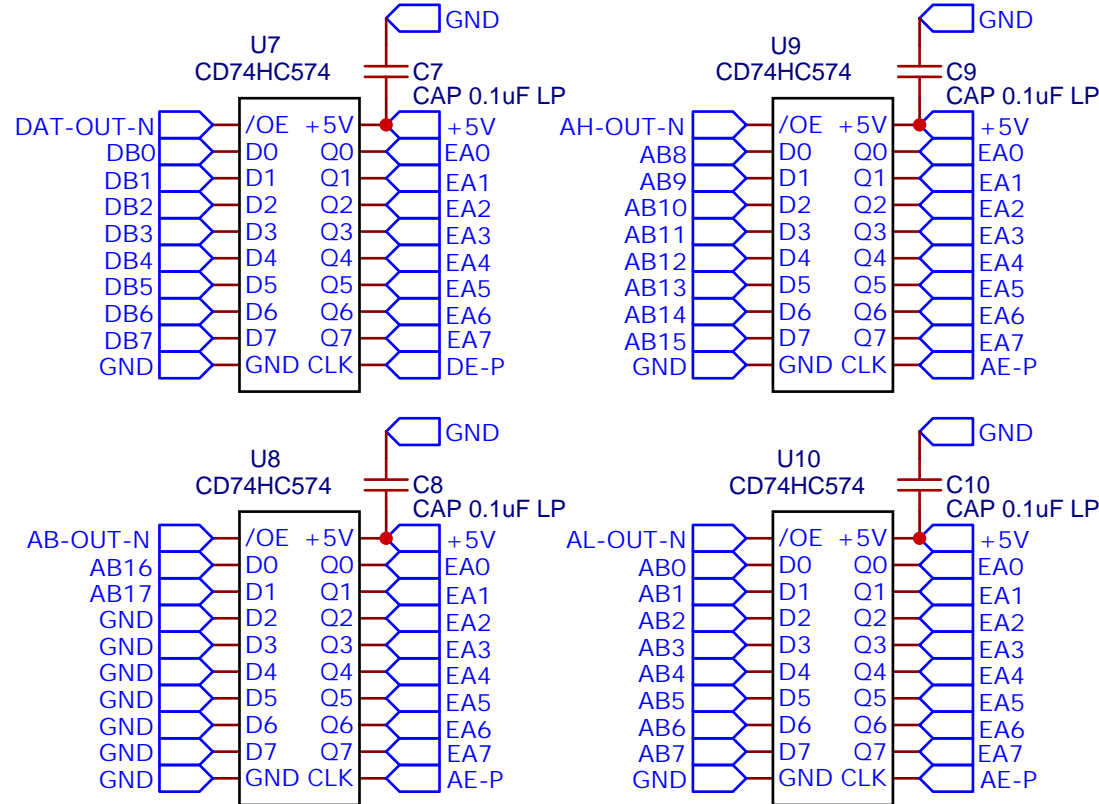 GND
U7
CD74HC574
C7
CAP 0.1uF LP
DAT-OUT-N /OE +5V +5V
DB0 D0 Q0 EA0
DB1 D1 Q1 EA1
DB2 D2 Q2 EA2
DB3 D3 Q3 EA3
DB4 D4 Q4 EA4
DB5 D5 Q5 EA5
DB6 D6 Q6 EA6
DB7 D7 Q7 EA7
GND GND CLK DE-P
GND
U9
CD74HC574
C9
CAP 0.1uF LP
AH-OUT-N /OE +5V +5V
AB8 D0 Q0 EA0
AB9 D1 Q1 EA1
AB10 D2 Q2 EA2
AB11 D3 Q3 EA3
AB12 D4 Q4 EA4
AB13 D5 Q5 EA5
AB14 D6 Q6 EA6
AB15 D7 Q7 EA7
GND GND CLK AE-P
GND
U8
CD74HC574
C8
CAP 0.1uF LP
AB-OUT-N /OE +5V +5V
AB16 D0 Q0 EA0
AB17 D1 Q1 EA1
GND D2 Q2 EA2
GND D3 Q3 EA3
GND D4 Q4 EA4
GND D5 Q5 EA5
GND D6 Q6 EA6
GND D7 Q7 EA7
GND GND CLK AE-P
GND
U10
CD74HC574
C10
CAP 0.1uF LP
AL-OUT-N /OE +5V +5V
AB0 D0 Q0 EA0
AB1 D1 Q1 EA1
AB2 D2 Q2 EA2
AB3 D3 Q3 EA3
AB4 D4 Q4 EA4
AB5 D5 Q5 EA5
AB6 D6 Q6 EA6
AB7 D7 Q7 EA7
GND GND CLK AE-P